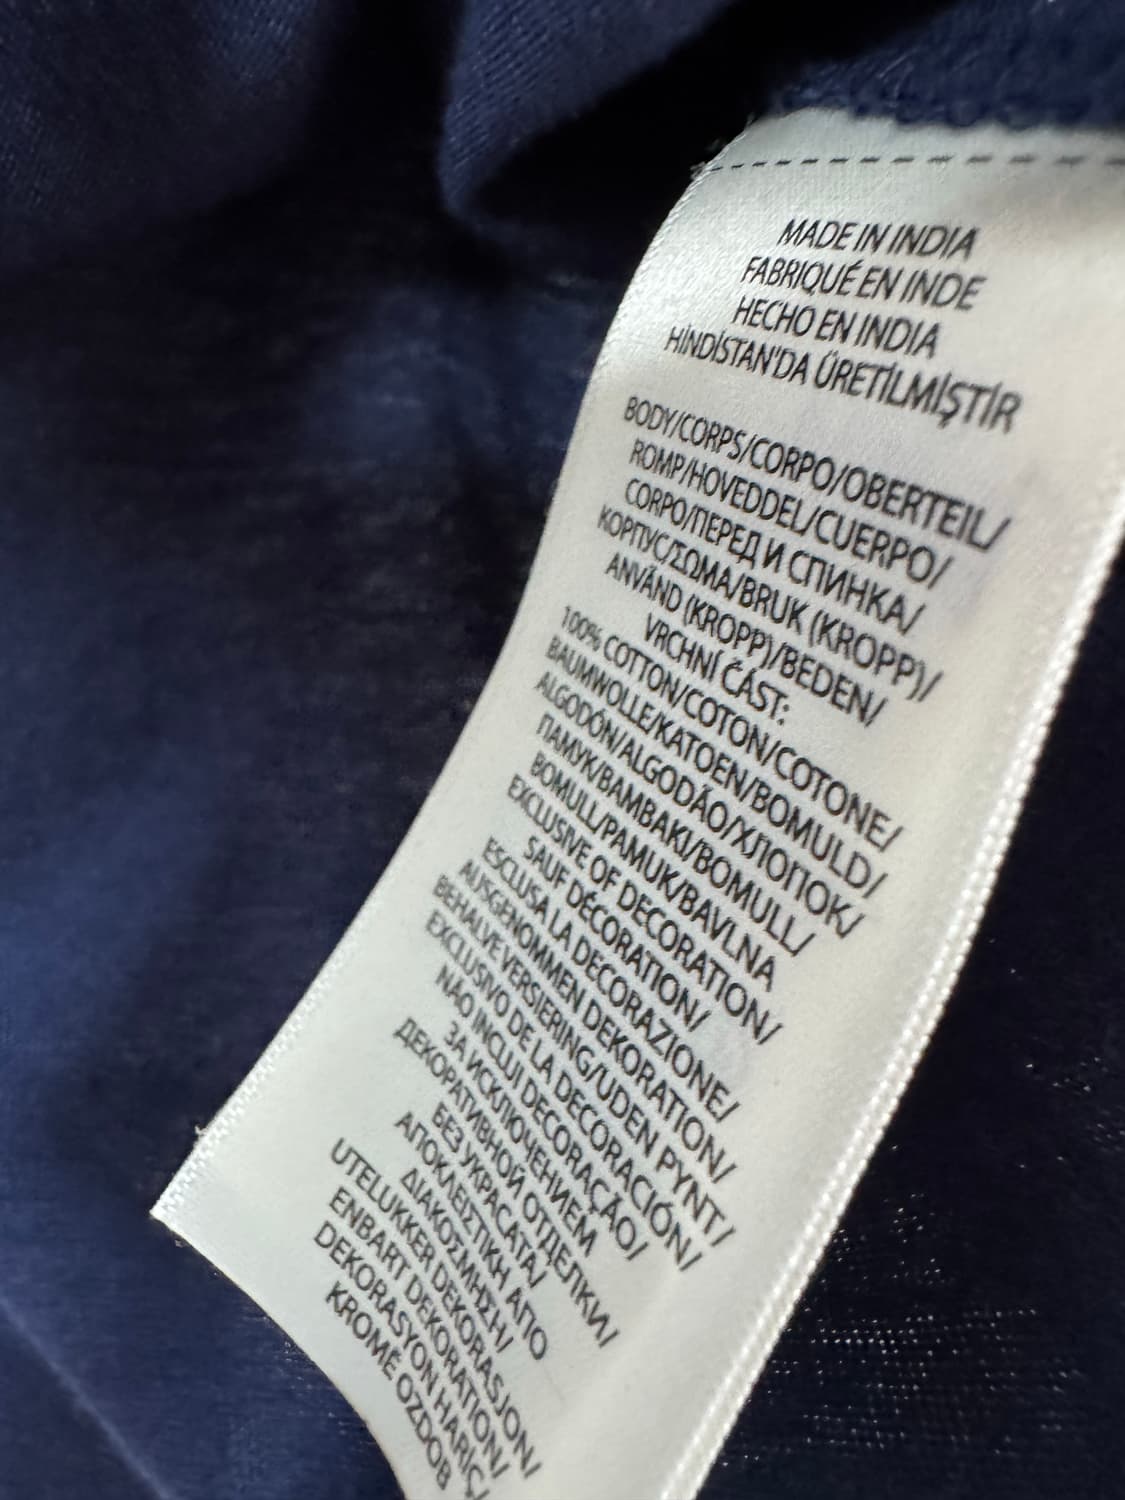 MADE IN INDIA
FABRIQUÉ EN INDE
HECHO EN INDIA
HİNDİSTAN'DA ÜRETİLMİŞTİR
BODY/CORPS/CORPO/OBERTEIL/
ROMP/HOVEDDEL/CUERPO/
CORPO/ПЕРЕД И СПИНКА/
КОРПУС/ΣΩΜΑ/BRUK (KROPP)/
ANVÄND (KROPP)/BEDEN/
VRCHNÍ ČÁST:
100% COTTON/COTON/COTONE/
BAUMWOLLE/KATOEN/BOMULD/
ALGODÓN/ALGODÃO/ХЛОПОК/
ПАМУК/ΒΑΜΒΑΚΙ/BOMULL/
BOMULL/PAMUK/BAVLNA
EXCLUSIVE OF DECORATION/
SAUF DÉCORATION/
ESCLUSA LA DECORAZIONE/
AUSGENOMMEN DEKORATION/
BEHALVE VERSIERING/UDEN PYNT/
EXCLUSIVO DE LA DECORACIÓN/
NÃO INCLUI DECORAÇÃO/
ЗА ИСКЛЮЧЕНИЕМ
ДЕКОРАТИВНОЙ ОТДЕЛКИ/
БЕЗ УКРАСАТА/
ΑΠΟΚΛΕΙΣΤΙΚΗ ΑΠΟ
ΔΙΑΚΟΣΜΗΣΗ/
UTELUKKER DEKORASJON/
ENBART DEKORATION/
DEKORASYON HARİÇ/
KROMĚ OZDOB